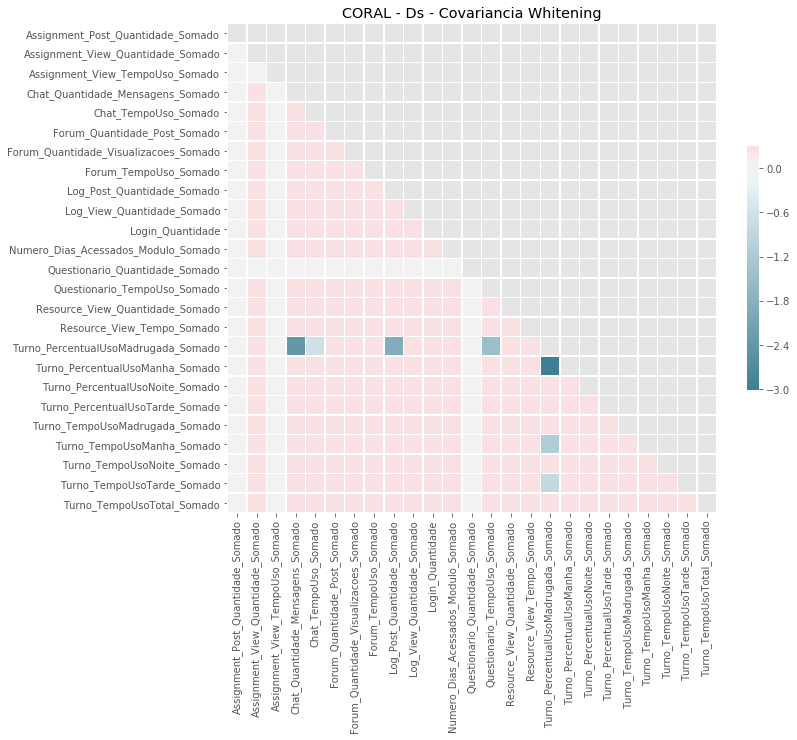 CORAL - Ds - Covariancia Whitening
Assignment_Post_Quantidade_Somado
Assignment_View_Quantidade_Somado
Assignment_View_TempoUso_Somado
Chat_Quantidade_Mensagens_Somado
Chat_TempoUso_Somado
Forum_Quantidade_Post_Somado
Forum_Quantidade_Visualizacoes_Somado
Forum_TempoUso_Somado
Log_Post_Quantidade_Somado
Log_View_Quantidade_Somado
Login_Quantidade
Numero_Dias_Acessados_Modulo_Somado
Questionario_Quantidade_Somado
Questionario_TempoUso_Somado
Resource_View_Quantidade_Somado
Resource_View_Tempo_Somado
Turno_PercentualUsoMadrugada_Somado
Turno_PercentualUsoManha_Somado
Turno_PercentualUsoNoite_Somado
Turno_PercentualUsoTarde_Somado
Turno_TempoUsoMadrugada_Somado
Turno_TempoUsoManha_Somado
Turno_TempoUsoNoite_Somado
Turno_TempoUsoTarde_Somado
Turno_TempoUsoTotal_Somado
Assignment_Post_Quantidade_Somado
Assignment_View_Quantidade_Somado
Assignment_View_TempoUso_Somado
Chat_Quantidade_Mensagens_Somado
Chat_TempoUso_Somado
Forum_Quantidade_Post_Somado
Forum_Quantidade_Visualizacoes_Somado
Forum_TempoUso_Somado
Log_Post_Quantidade_Somado
Log_View_Quantidade_Somado
Login_Quantidade
Numero_Dias_Acessados_Modulo_Somado
Questionario_Quantidade_Somado
Questionario_TempoUso_Somado
Resource_View_Quantidade_Somado
Resource_View_Tempo_Somado
Turno_PercentualUsoMadrugada_Somado
Turno_PercentualUsoManha_Somado
Turno_PercentualUsoNoite_Somado
Turno_PercentualUsoTarde_Somado
Turno_TempoUsoMadrugada_Somado
Turno_TempoUsoManha_Somado
Turno_TempoUsoNoite_Somado
Turno_TempoUsoTarde_Somado
Turno_TempoUsoTotal_Somado
0.0
−0.6
−1.2
−1.8
−2.4
−3.0